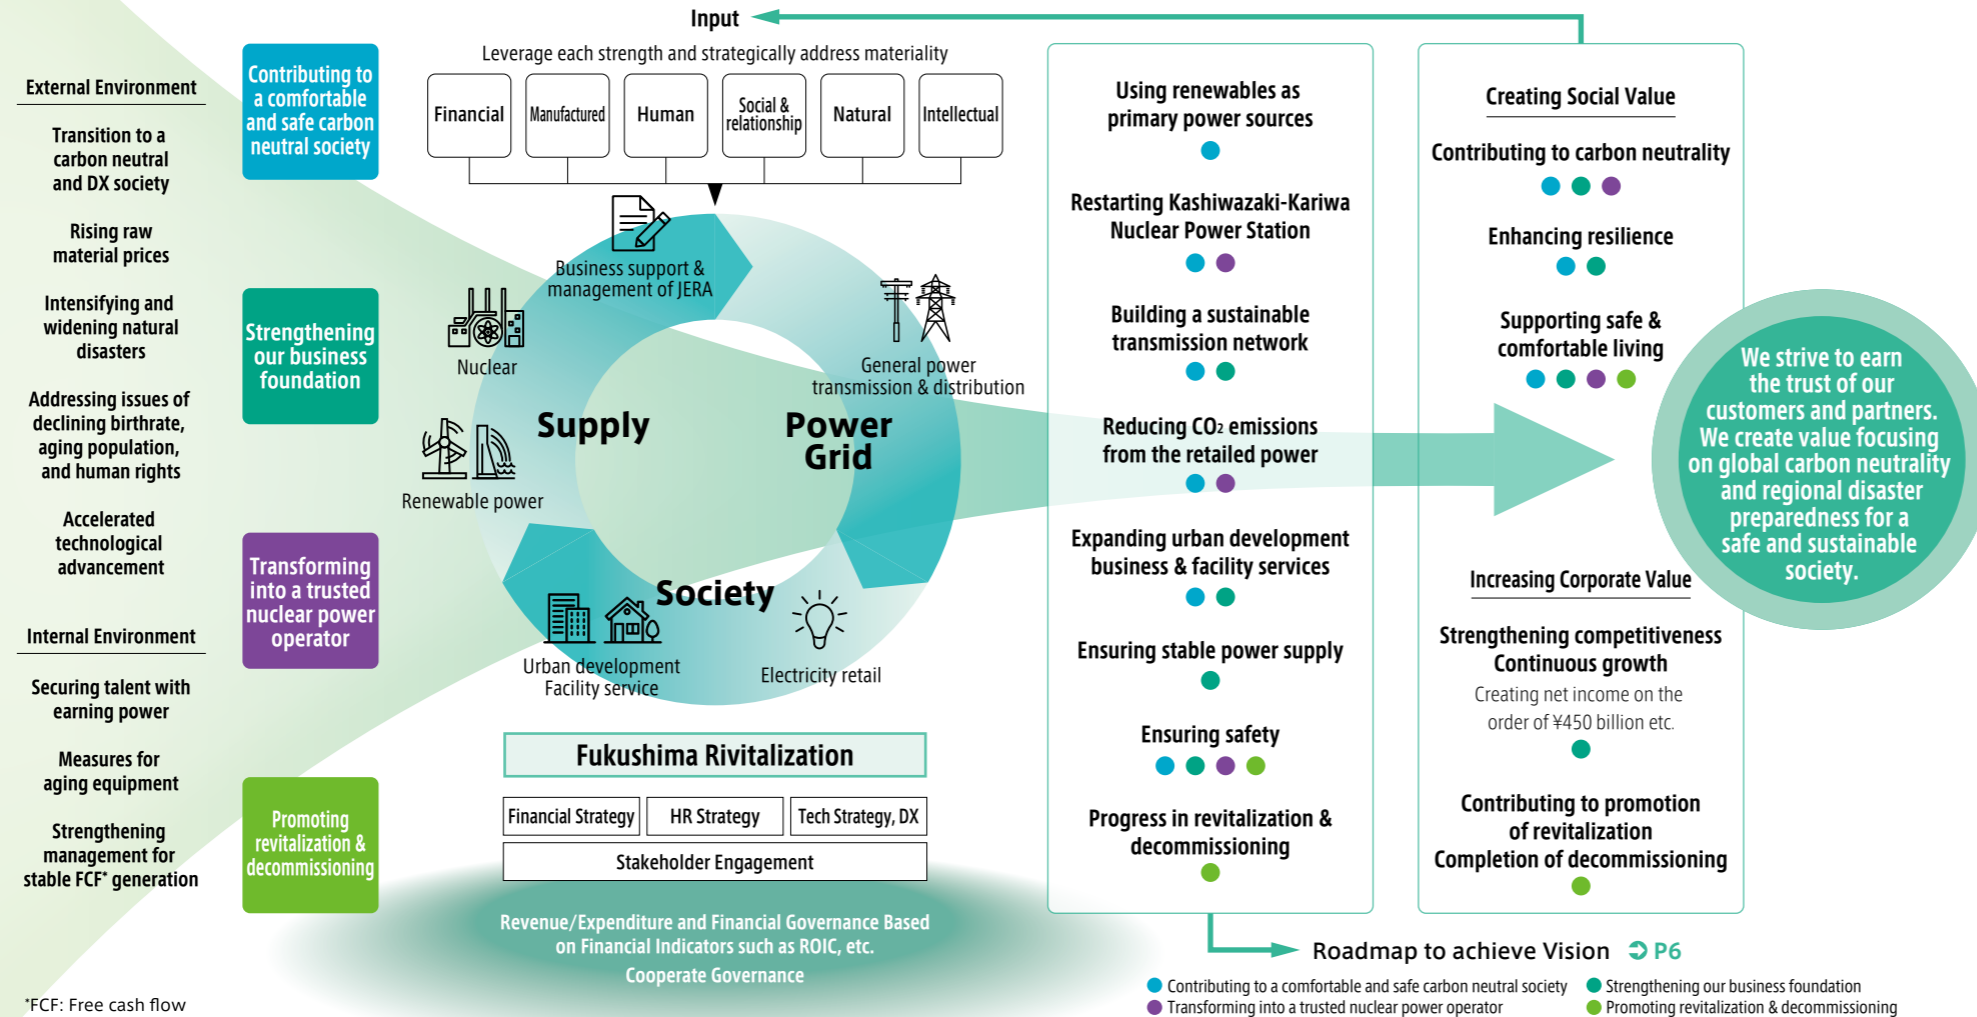 External Environment
Transition to a
carbon neutral
and DX society
Rising raw
material prices
Intensifying and
widening natural
disasters
Addressing issues of
declining birthrate,
aging population,
and human rights
Accelerated
technological
advancement
Internal Environment
Securing talent with
earning power
Measures for
aging equipment
Strengthening
management for
stable FCF* generation
*FCF: Free cash flow
Contributing to
a comfortable
and safe carbon
neutral society
Strengthening
our business
foundation
Transforming
into a trusted
nuclear power
operator
Promoting
revitalization &
decommissioning
Input
Leverage each strength and strategically address materiality
Financial
Manufactured
Human
Social &
relationship
Natural
Intellectual
Business support &
management of JERA
Nuclear
General power
transmission & distribution
Supply
Power
Grid
Renewable power
Society
Urban development
Facility service
Electricity retail
Fukushima Rivitalization
Financial Strategy
HR Strategy
Tech Strategy, DX
Stakeholder Engagement
Revenue/Expenditure and Financial Governance Based
on Financial Indicators such as ROIC, etc.
Cooperate Governance
Using renewables as
primary power sources
Restarting Kashiwazaki-Kariwa
Nuclear Power Station
Building a sustainable
transmission network
Reducing CO₂ emissions
from the retailed power
Expanding urban development
business & facility services
Ensuring stable power supply
Ensuring safety
Progress in revitalization &
decommissioning
Creating Social Value
Contributing to carbon neutrality
Enhancing resilience
Supporting safe &
comfortable living
Increasing Corporate Value
Strengthening competitiveness
Continuous growth
Creating net income on the
order of ¥450 billion etc.
Contributing to promotion
of revitalization
Completion of decommissioning
We strive to earn
the trust of our
customers and partners.
We create value focusing
on global carbon neutrality
and regional disaster
preparedness for a
safe and sustainable
society.
Roadmap to achieve Vision P6
Contributing to a comfortable and safe carbon neutral society
Strengthening our business foundation
Transforming into a trusted nuclear power operator
Promoting revitalization & decommissioning